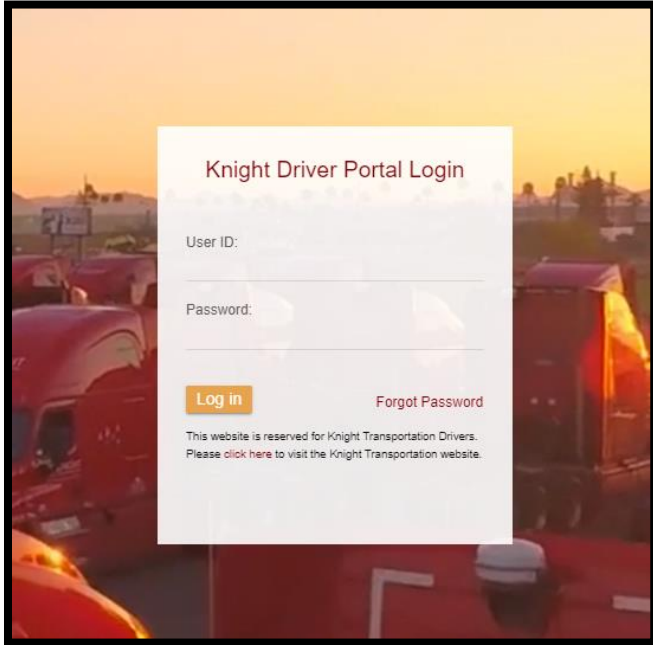 Knight Driver Portal Login
User ID:
Password:
Log in
Forgot Password
This website is reserved for Knight Transportation Drivers.
Please click here to visit the Knight Transportation website.